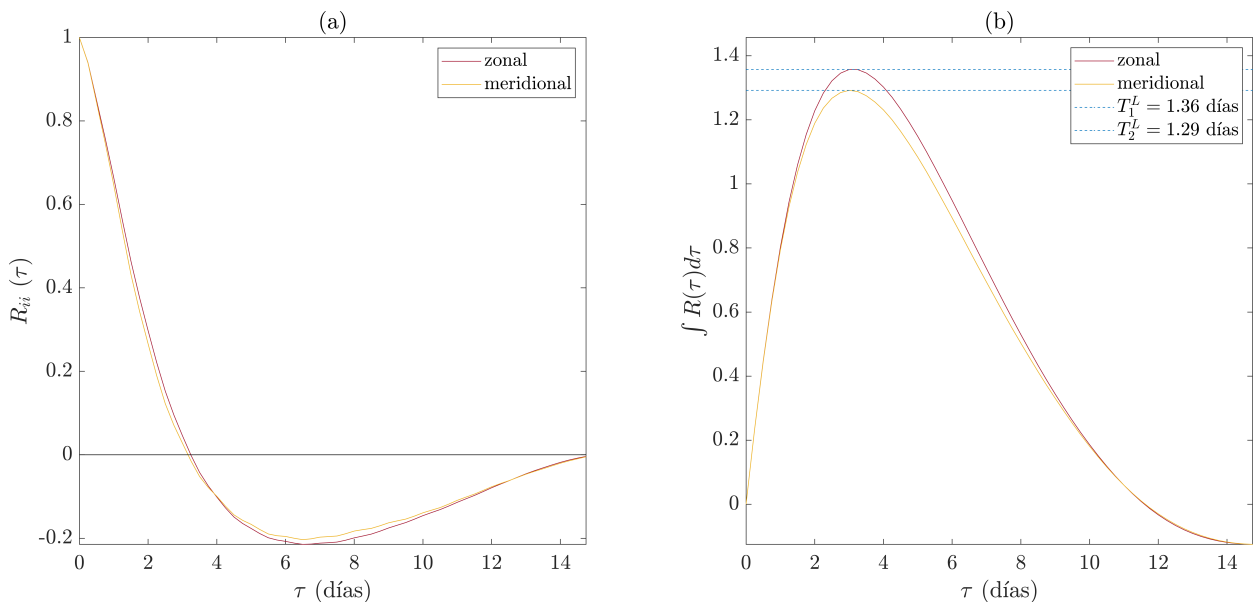 (a)
zonal
meridional
1
0.8
0.6
0.4
0.2
0
-0.2
0
2
4
6
8
10
12
14
R_{ii} (τ)
τ (días)
(b)
zonal
meridional
T_1^L = 1.36 días
T_2^L = 1.29 días
1.4
1.2
1
0.8
0.6
0.4
0.2
0
0
2
4
6
8
10
12
14
∫ R(τ)dτ
τ (días)